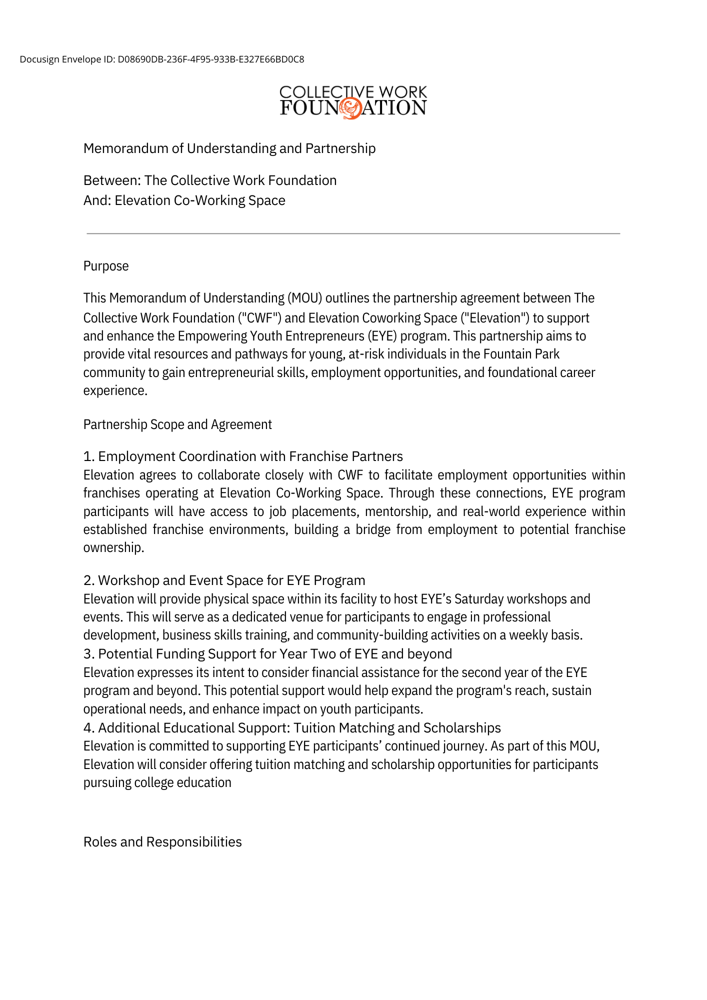 Docusign Envelope ID: D08690DB-236F-4F95-933B-E327E66BD0C8
COLLECTIVE WORK
FOUNDATION
Memorandum of Understanding and Partnership
Between: The Collective Work Foundation
And: Elevation Co-Working Space
Purpose
This Memorandum of Understanding (MOU) outlines the partnership agreement between The
Collective Work Foundation ("CWF") and Elevation Coworking Space ("Elevation") to support
and enhance the Empowering Youth Entrepreneurs (EYE) program. This partnership aims to
provide vital resources and pathways for young, at-risk individuals in the Fountain Park
community to gain entrepreneurial skills, employment opportunities, and foundational career
experience.
Partnership Scope and Agreement
1. Employment Coordination with Franchise Partners
Elevation agrees to collaborate closely with CWF to facilitate employment opportunities within
franchises operating at Elevation Co-Working Space. Through these connections, EYE program
participants will have access to job placements, mentorship, and real-world experience within
established franchise environments, building a bridge from employment to potential franchise
ownership.
2. Workshop and Event Space for EYE Program
Elevation will provide physical space within its facility to host EYE’s Saturday workshops and
events. This will serve as a dedicated venue for participants to engage in professional
development, business skills training, and community-building activities on a weekly basis.
3. Potential Funding Support for Year Two of EYE and beyond
Elevation expresses its intent to consider financial assistance for the second year of the EYE
program and beyond. This potential support would help expand the program's reach, sustain
operational needs, and enhance impact on youth participants.
4. Additional Educational Support: Tuition Matching and Scholarships
Elevation is committed to supporting EYE participants’ continued journey. As part of this MOU,
Elevation will consider offering tuition matching and scholarship opportunities for participants
pursuing college education
Roles and Responsibilities